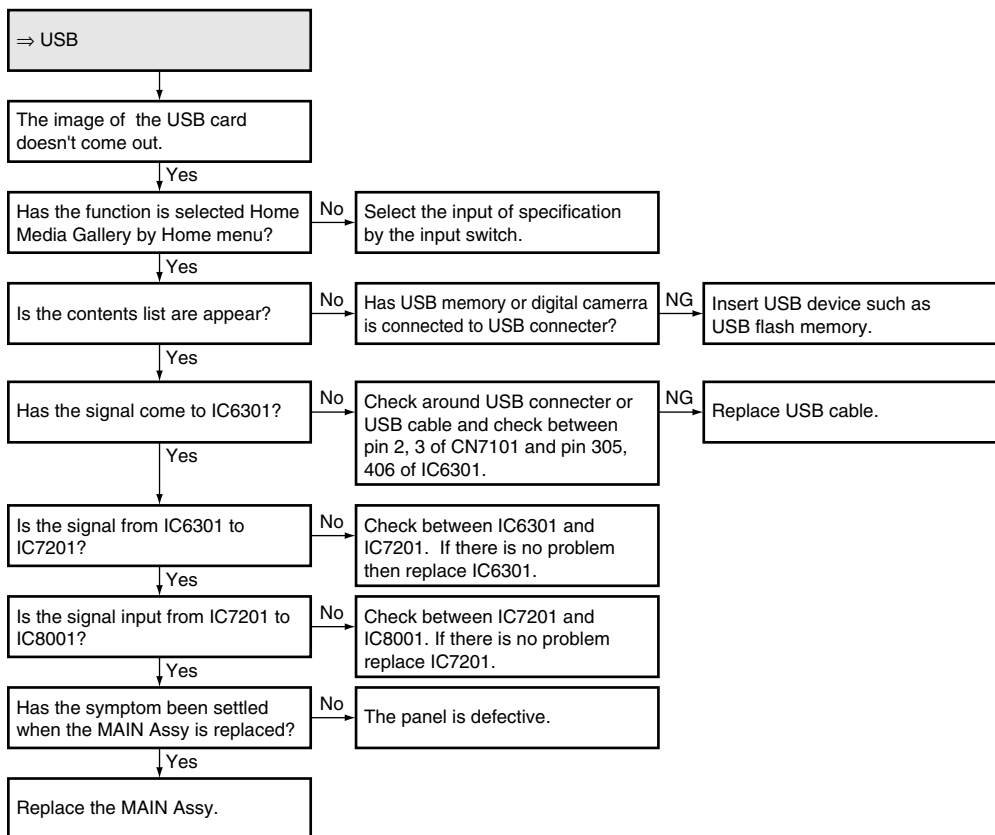 ⇒ USB
The image of the USB card
doesn't come out.
Yes
Has the function is selected Home
Media Gallery by Home menu?
No
Select the input of specification
by the input switch.
Yes
Is the contents list are appear?
No
Has USB memory or digital camerra
is connected to USB connecter?
NG
Insert USB device such as
USB flash memory.
Yes
Has the signal come to IC6301?
No
Check around USB connecter or
USB cable and check between
pin 2, 3 of CN7101 and pin 305,
406 of IC6301.
NG
Replace USB cable.
Yes
Is the signal from IC6301 to
IC7201?
No
Check between IC6301 and
IC7201. If there is no problem
then replace IC6301.
Yes
Is the signal input from IC7201 to
IC8001?
No
Check between IC7201 and
IC8001. If there is no problem
replace IC7201.
Yes
Has the symptom been settled
when the MAIN Assy is replaced?
No
The panel is defective.
Yes
Replace the MAIN Assy.